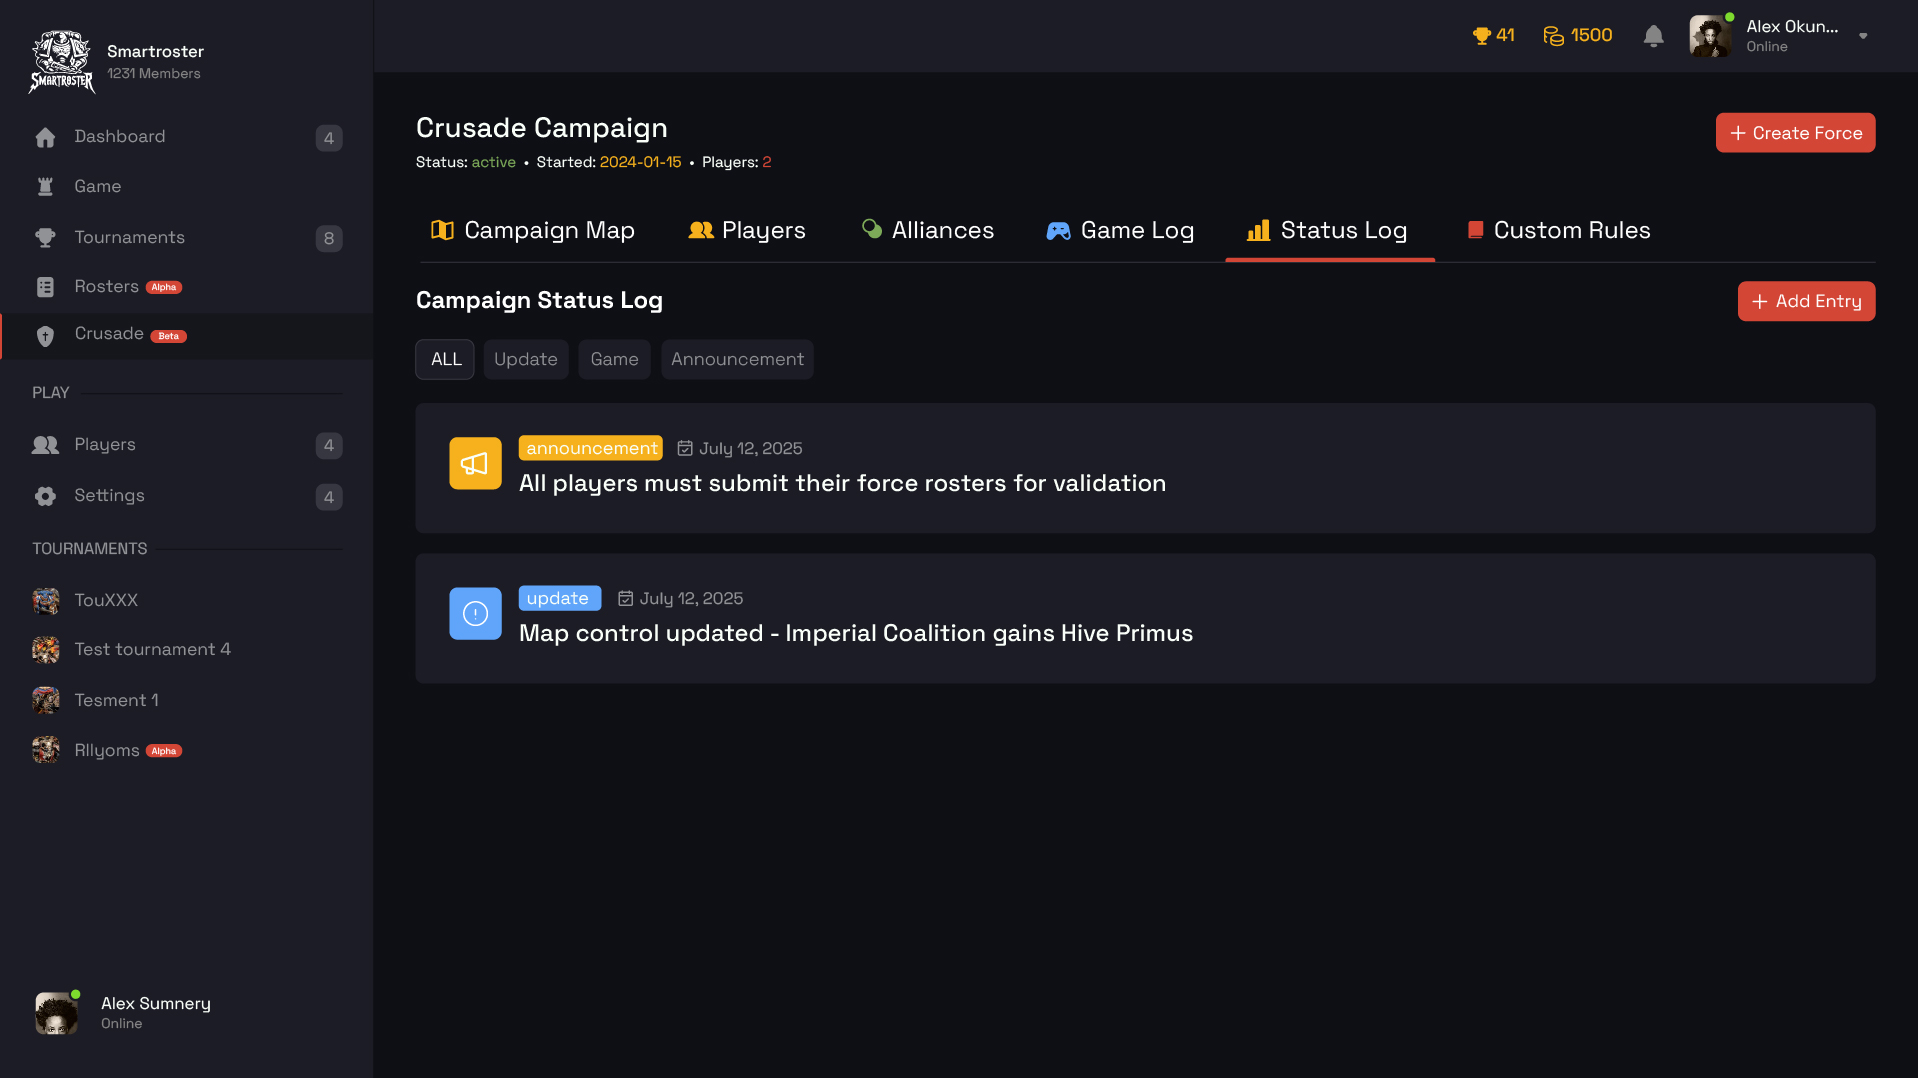 Smartroster
1231 Members
SMARTROSTER
Dashboard 4
Game
Tournaments 8
Rosters Alpha
Crusade Beta
PLAY
Players 4
Settings 4
TOURNAMENTS
TouXXX
Test tournament 4
Tesment 1
Rllyoms Alpha
Alex Sumnery
Online
41 1500
Alex Okun...
Online
Crusade Campaign
Status: active • Started: 2024-01-15 • Players: 2
+ Create Force
Campaign Map Players Alliances Game Log Status Log Custom Rules
Campaign Status Log
+ Add Entry
ALL Update Game Announcement
announcement July 12, 2025
All players must submit their force rosters for validation
update July 12, 2025
Map control updated - Imperial Coalition gains Hive Primus